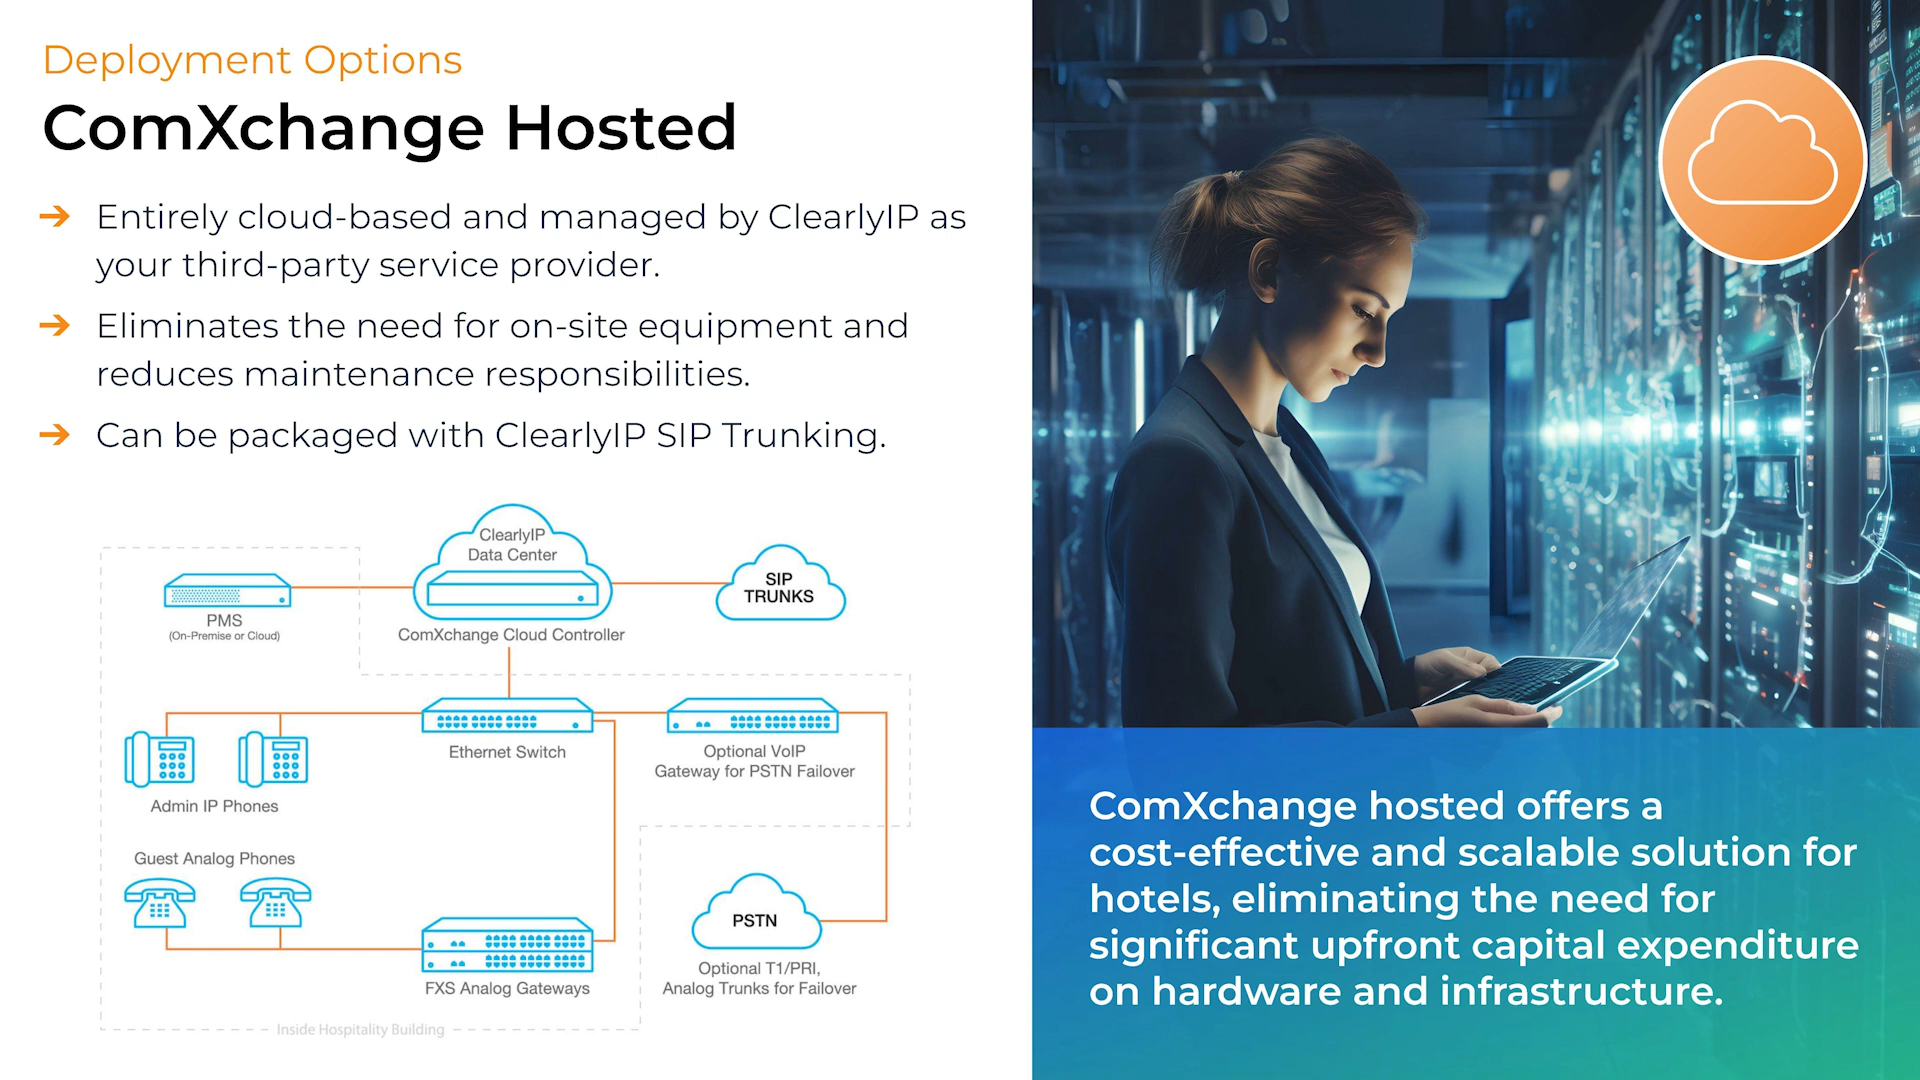 Deployment Options
ComXchange Hosted
Entirely cloud-based and managed by ClearlyIP as
your third-party service provider.
Eliminates the need for on-site equipment and
reduces maintenance responsibilities.
Can be packaged with ClearlyIP SIP Trunking.
ClearlyIP
Data Center
SIP
TRUNKS
PMS
(On-Premise or Cloud)
ComXchange Cloud Controller
Ethernet Switch
Optional VoIP
Gateway for PSTN Failover
Admin IP Phones
Guest Analog Phones
PSTN
FXS Analog Gateways
Optional T1/PRI,
Analog Trunks for Failover
Inside Hospitality Building
ComXchange hosted offers a
cost-effective and scalable solution for
hotels, eliminating the need for
significant upfront capital expenditure
on hardware and infrastructure.